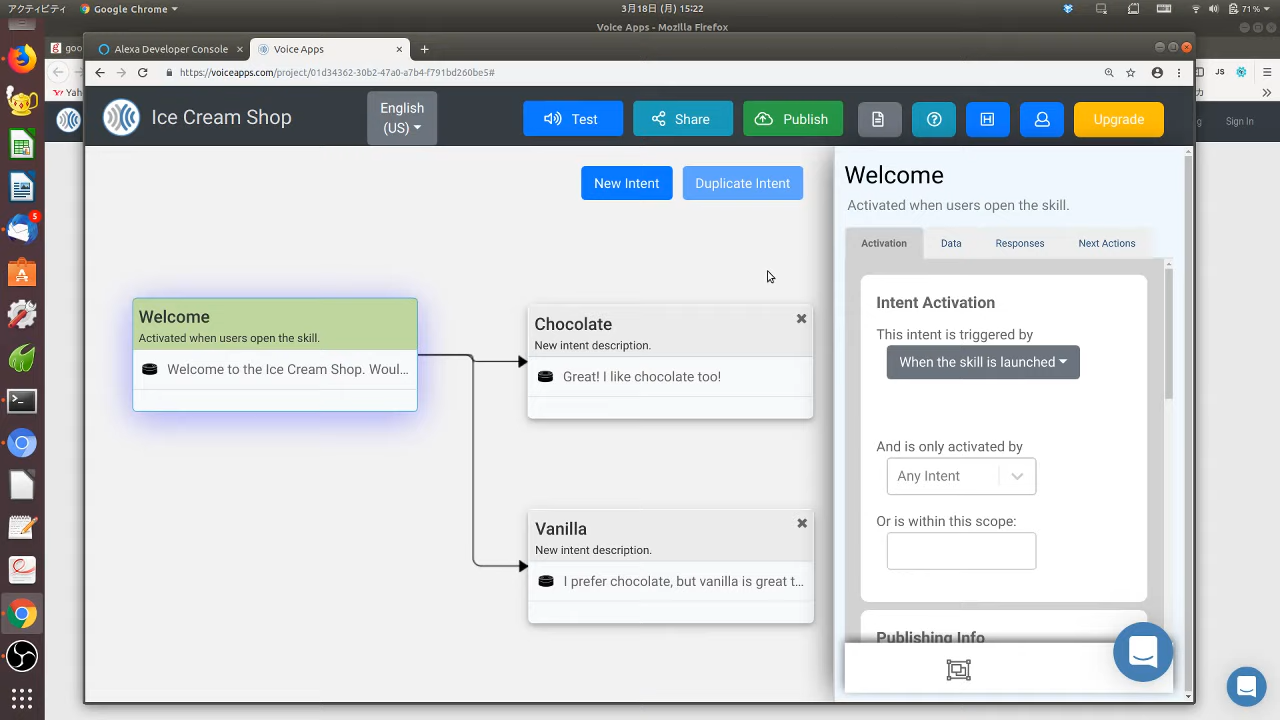 アクティビティ
Google Chrome
3月18日 (月) 15:22
71%
Voice Apps - Mozilla Firefox
goo
Alexa Developer Console
Voice Apps
https://voiceapps.com/project/01d34362-30b2-47a0-a7b4-f791bd260be5#
Ice Cream Shop
English
(US)
Test
Share
Publish
Upgrade
Sign In
New Intent
Duplicate Intent
Welcome
Activated when users open the skill.
Welcome to the Ice Cream Shop. Woul...
Chocolate
New intent description.
Great! I like chocolate too!
Vanilla
New intent description.
I prefer chocolate, but vanilla is great t...
Welcome
Activated when users open the skill.
Activation
Data
Responses
Next Actions
Intent Activation
This intent is triggered by
When the skill is launched
And is only activated by
Any Intent
Or is within this scope:
Publishing Info
5
JS